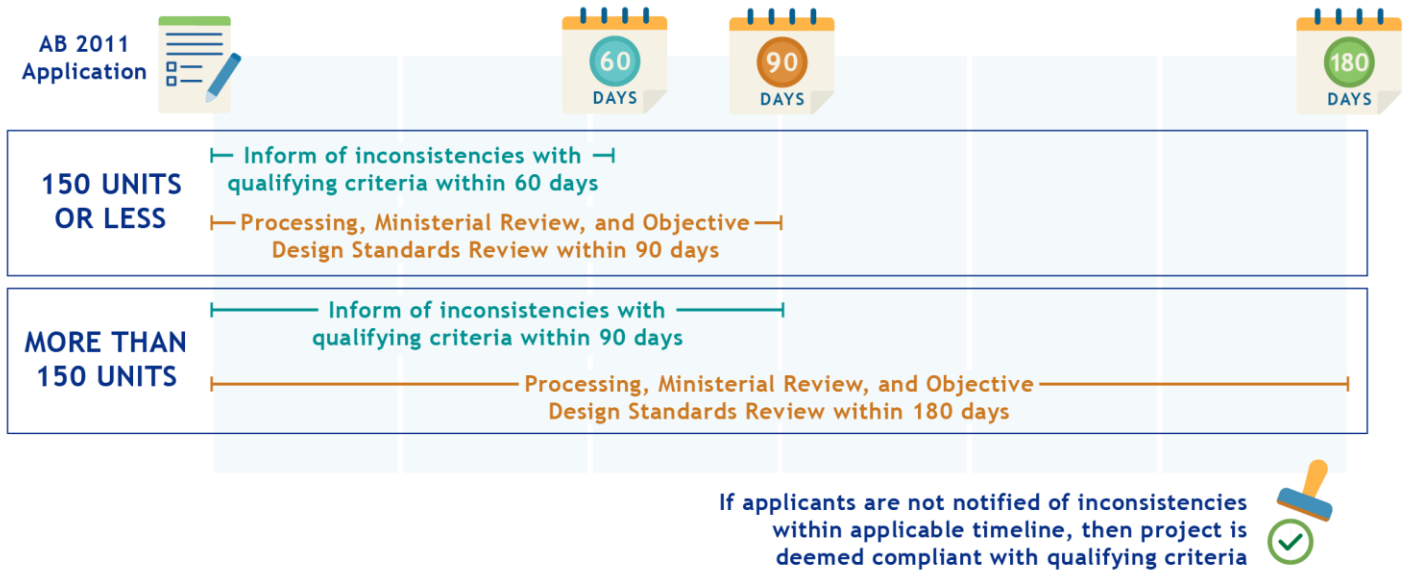 AB 2011
Application
60
DAYS
90
DAYS
180
DAYS
150 UNITS
OR LESS
Inform of inconsistencies with
qualifying criteria within 60 days
Processing, Ministerial Review, and Objective
Design Standards Review within 90 days
MORE THAN
150 UNITS
Inform of inconsistencies with
qualifying criteria within 90 days
Processing, Ministerial Review, and Objective
Design Standards Review within 180 days
If applicants are not notified of inconsistencies
within applicable timeline, then project is
deemed compliant with qualifying criteria